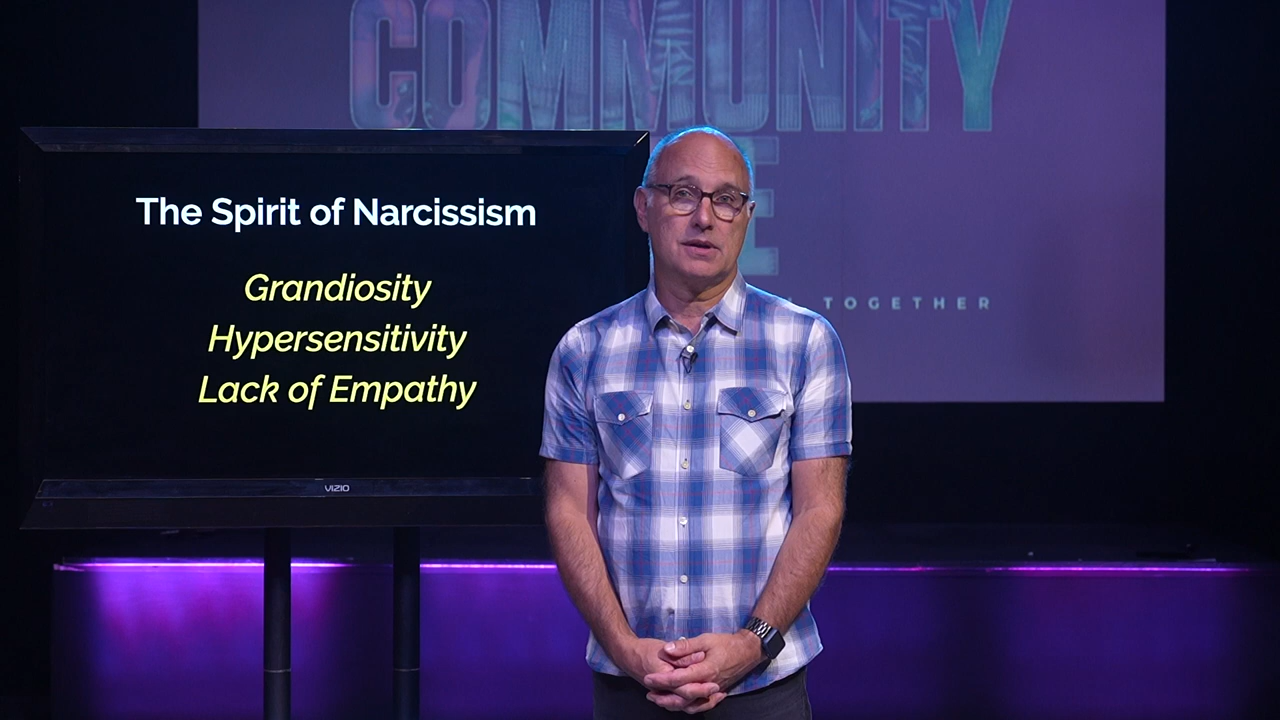 COMMUNITY
The Spirit of Narcissism
Grandiosity
Hypersensitivity
Lack of Empathy
TOGETHER
VIZIO